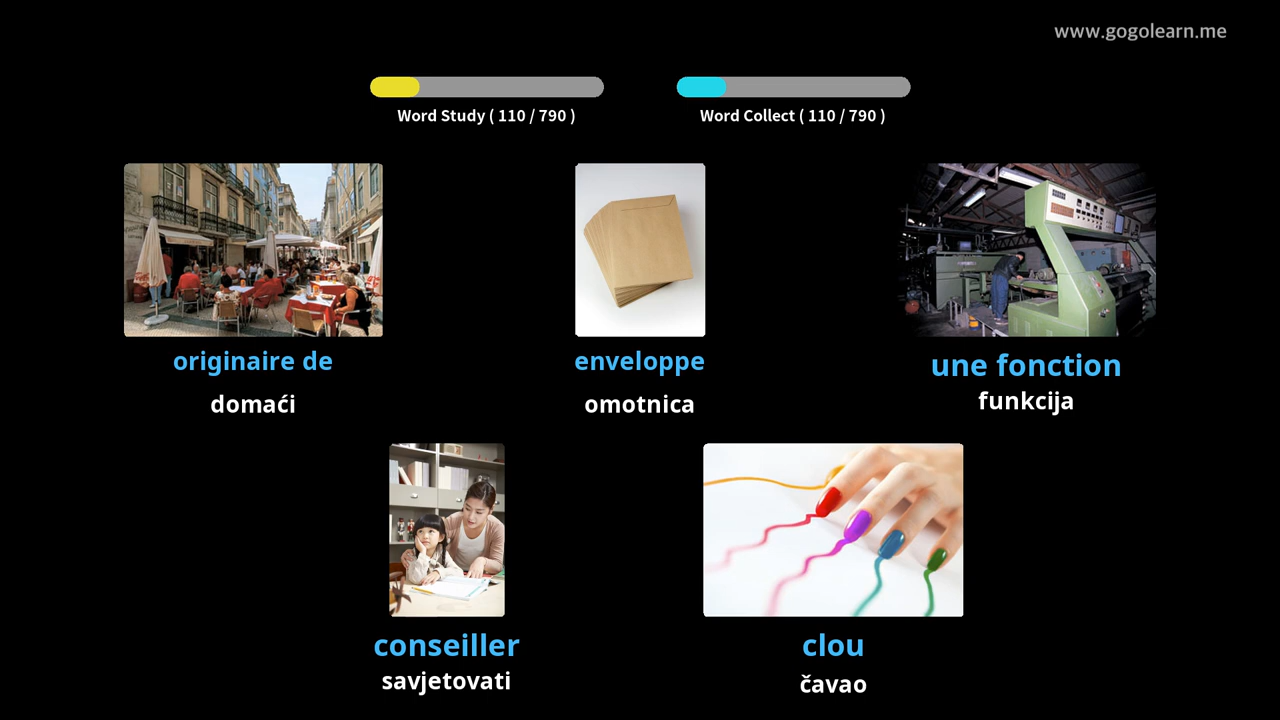 www.gogolearn.me
Word Study ( 110 / 790 )
Word Collect ( 110 / 790 )
originaire de
domaći
enveloppe
omotnica
une fonction
funkcija
conseiller
savjetovati
clou
čavao